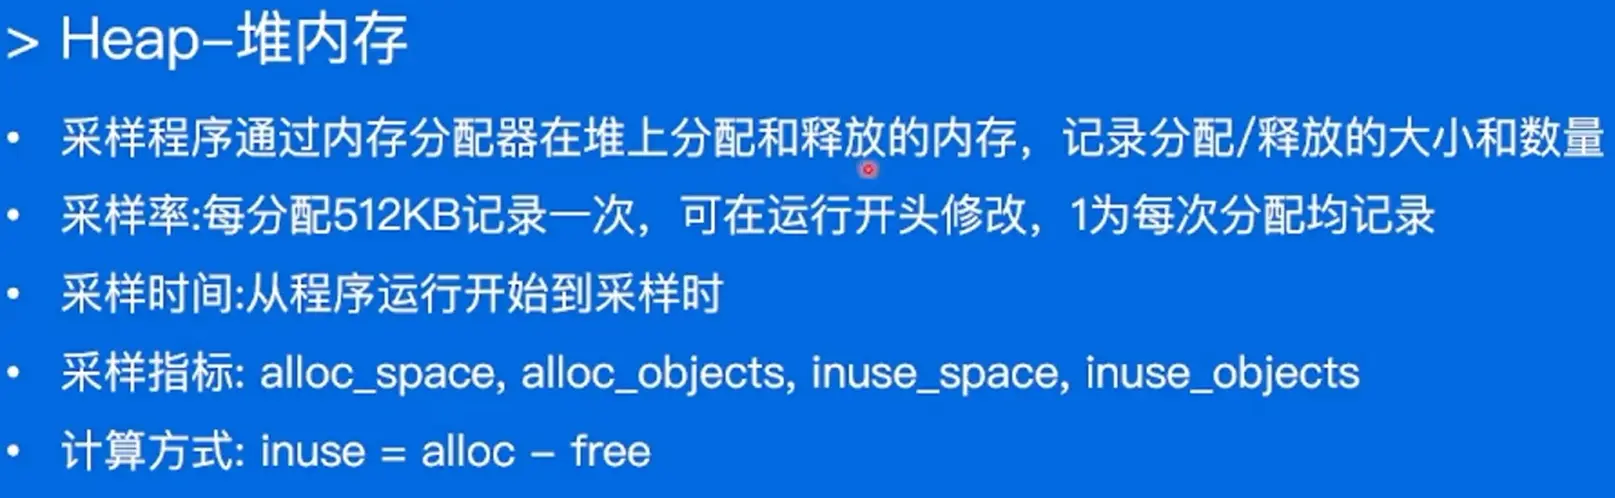 > Heap-堆内存
• 采样程序通过内存分配器在堆上分配和释放的内存，记录分配/释放的大小和数量
• 采样率:每分配512KB记录一次，可在运行开头修改，1为每次分配均记录
• 采样时间:从程序运行开始到采样时
• 采样指标: alloc_space, alloc_objects, inuse_space, inuse_objects
• 计算方式: inuse = alloc - free